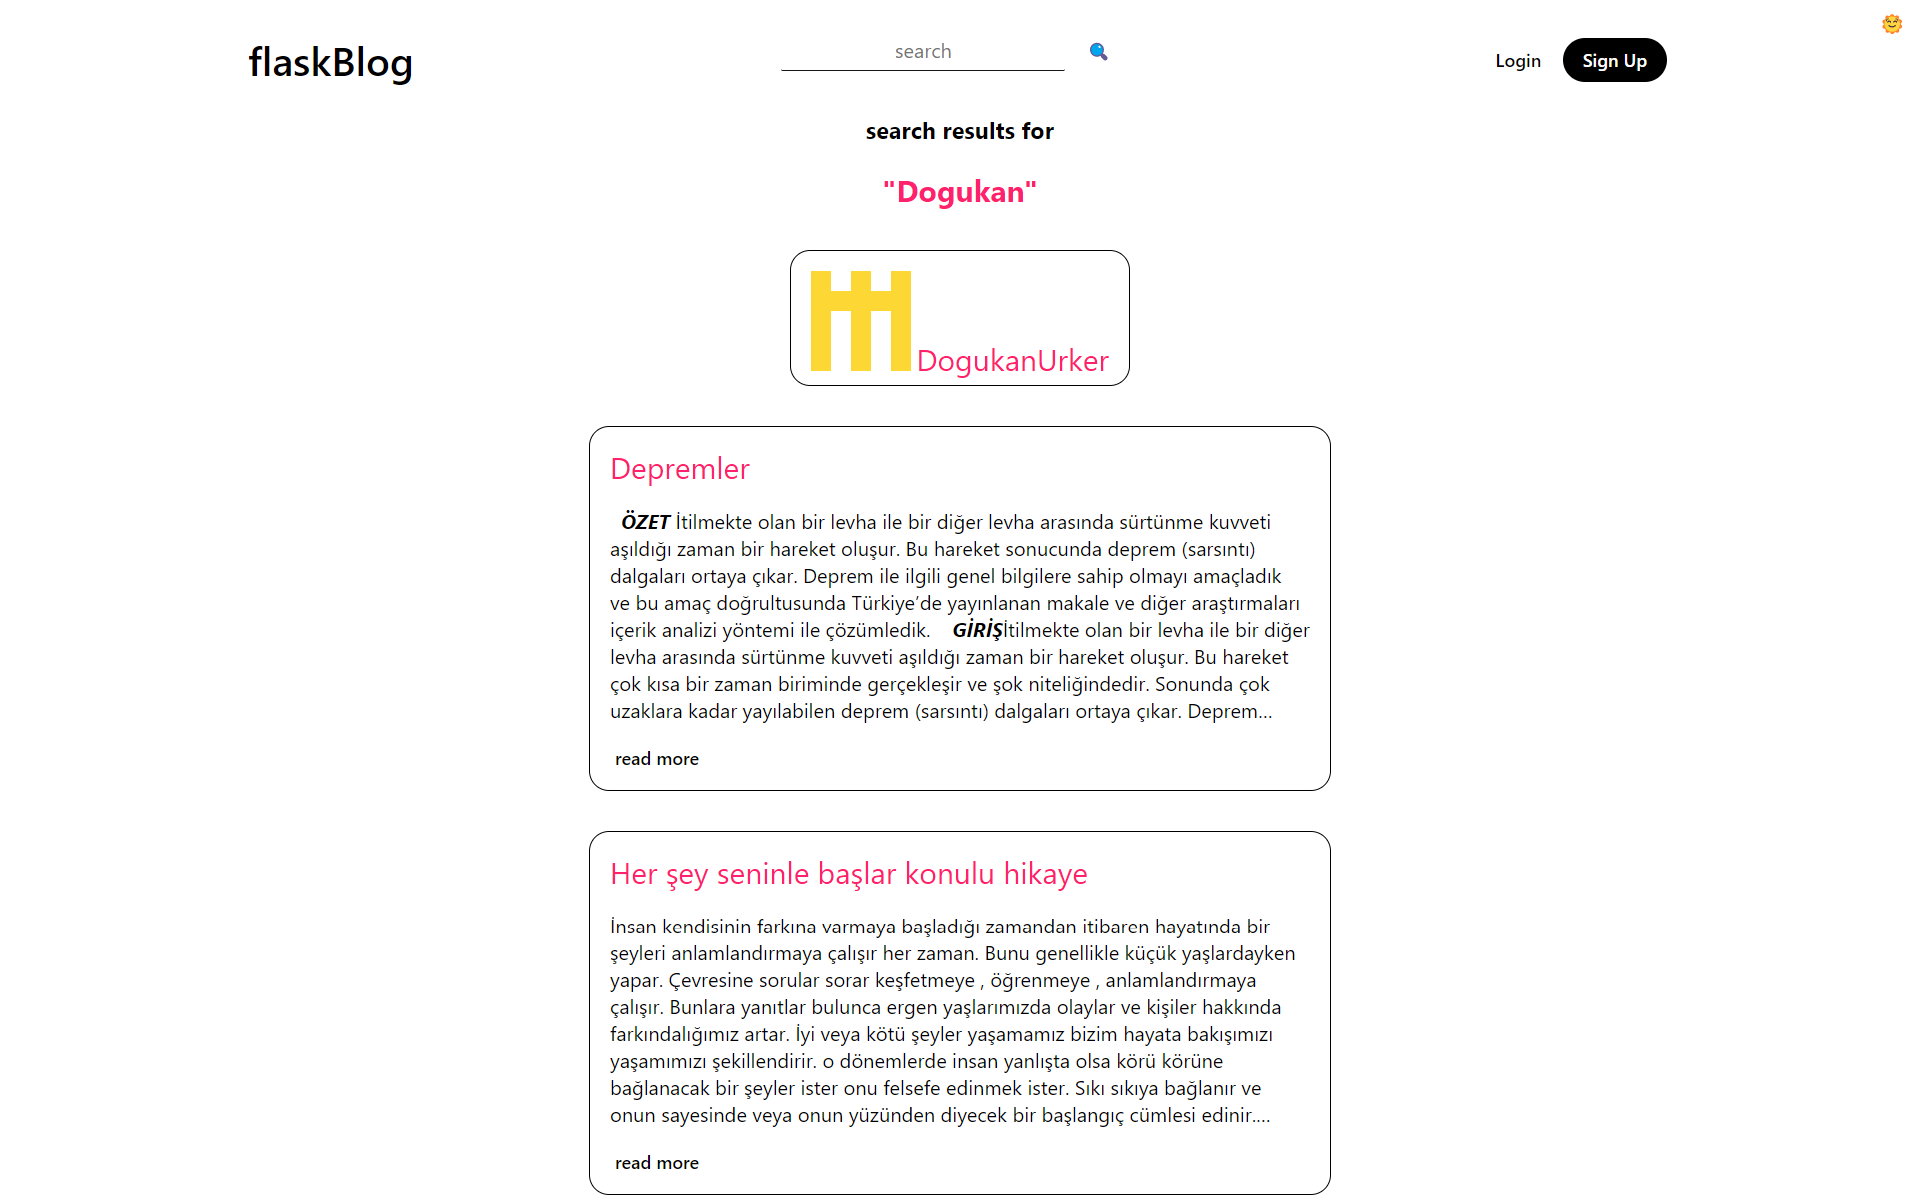 flaskBlog
search
Login
Sign Up
search results for
"Dogukan"
DogukanUrker
Depremler
ÖZET İtilmekte olan bir levha ile bir diğer levha arasında sürtünme kuvveti
aşıldığı zaman bir hareket oluşur. Bu hareket sonucunda deprem (sarsıntı)
dalgaları ortaya çıkar. Deprem ile ilgili genel bilgilere sahip olmayı amaçladık
ve bu amaç doğrultusunda Türkiye’de yayınlanan makale ve diğer araştırmaları
içerik analizi yöntemi ile çözümledik. GİRİŞİtilmekte olan bir levha ile bir diğer
levha arasında sürtünme kuvveti aşıldığı zaman bir hareket oluşur. Bu hareket
çok kısa bir zaman biriminde gerçekleşir ve şok niteliğindedir. Sonunda çok
uzaklara kadar yayılabilen deprem (sarsıntı) dalgaları ortaya çıkar. Deprem...
read more
Her şey seninle başlar konulu hikaye
İnsan kendisinin farkına varmaya başladığı zamandan itibaren hayatında bir
şeyleri anlamlandırmaya çalışır her zaman. Bunu genellikle küçük yaşlardayken
yapar. Çevresine sorular sorar keşfetmeye , öğrenmeye , anlamlandırmaya
çalışır. Bunlara yanıtlar bulunca ergen yaşlarımızda olaylar ve kişiler hakkında
farkındalığımız artar. İyi veya kötü şeyler yaşamamız bizim hayata bakışımızı
yaşamımızı şekillendirir. o dönemlerde insan yanlışta olsa körü körüne
bağlanacak bir şeyler ister onu felsefe edinmek ister. Sıkı sıkıya bağlanır ve
onun sayesinde veya onun yüzünden diyecek bir başlangıç cümlesi edinir....
read more